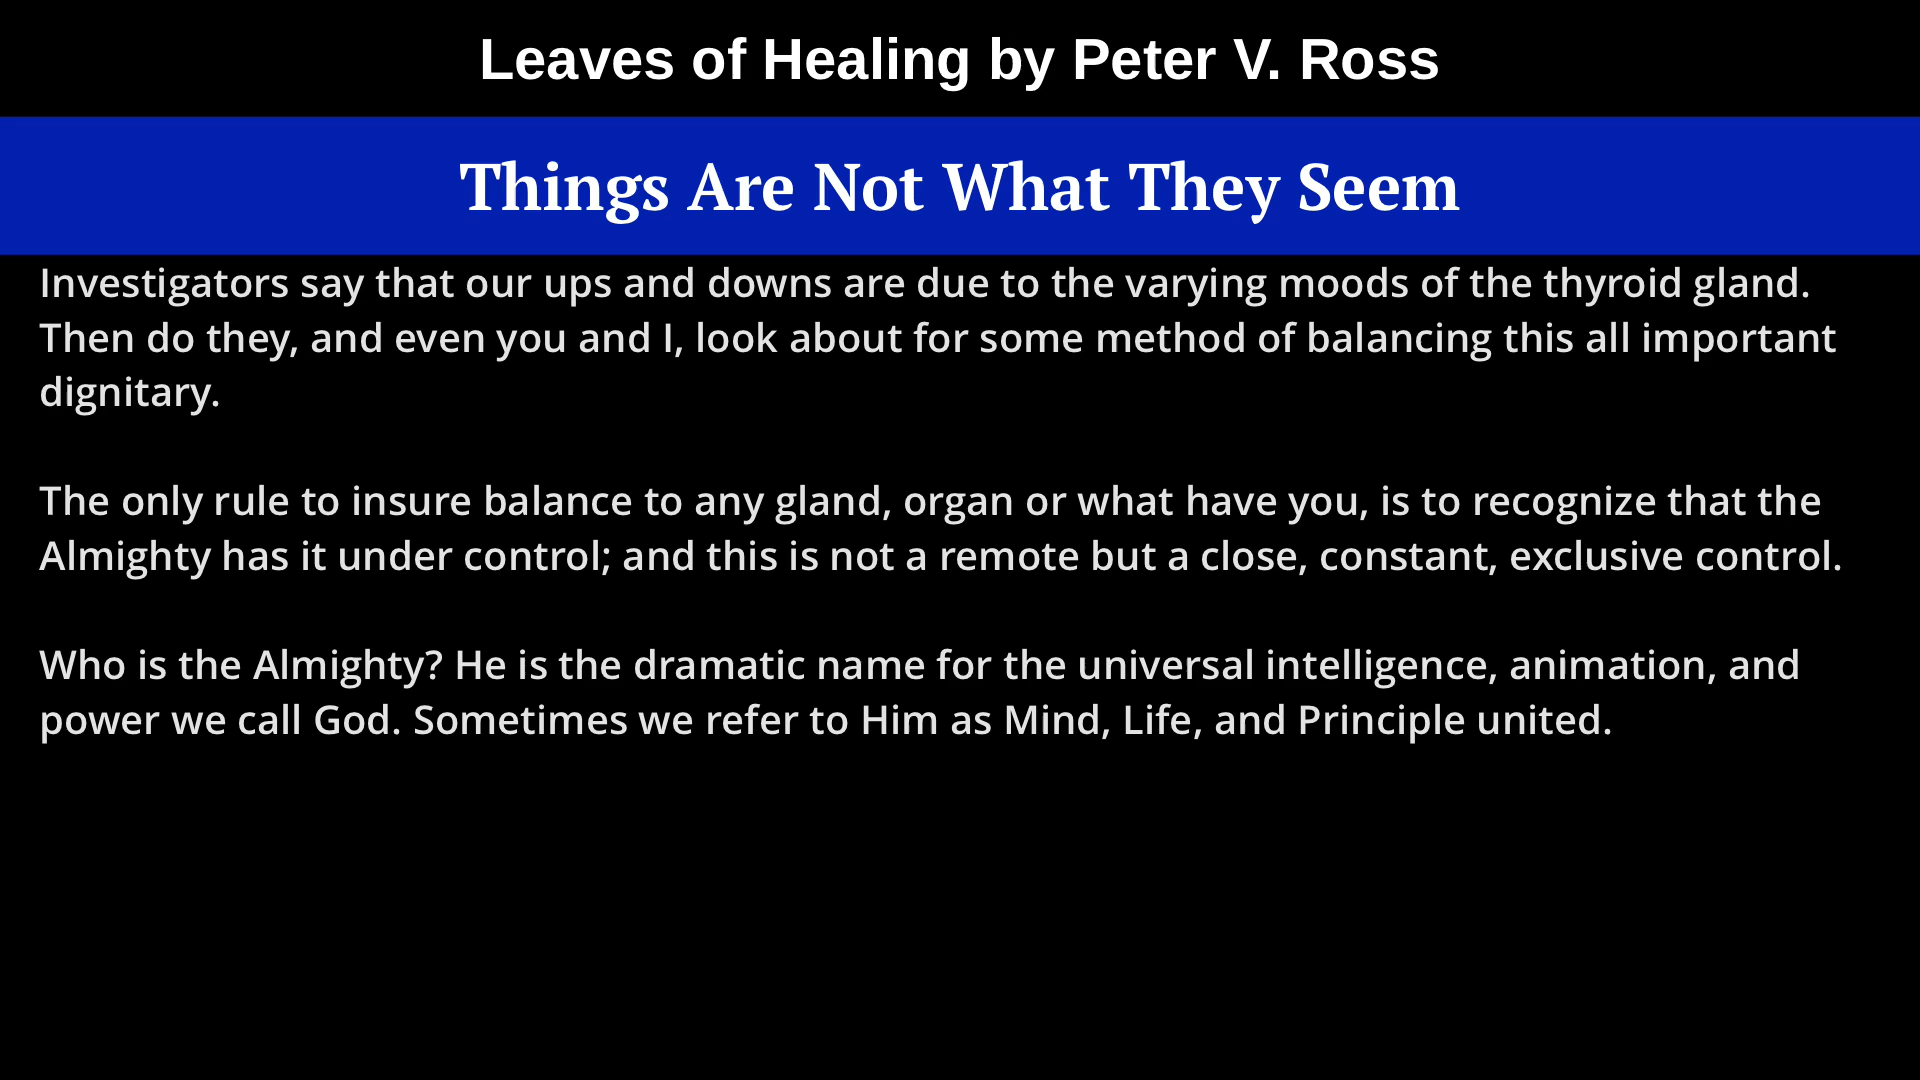 Leaves of Healing by Peter V. Ross
Things Are Not What They Seem
Investigators say that our ups and downs are due to the varying moods of the thyroid gland.
Then do they, and even you and I, look about for some method of balancing this all important
dignitary.
The only rule to insure balance to any gland, organ or what have you, is to recognize that the
Almighty has it under control; and this is not a remote but a close, constant, exclusive control.
Who is the Almighty? He is the dramatic name for the universal intelligence, animation, and
power we call God. Sometimes we refer to Him as Mind, Life, and Principle united.